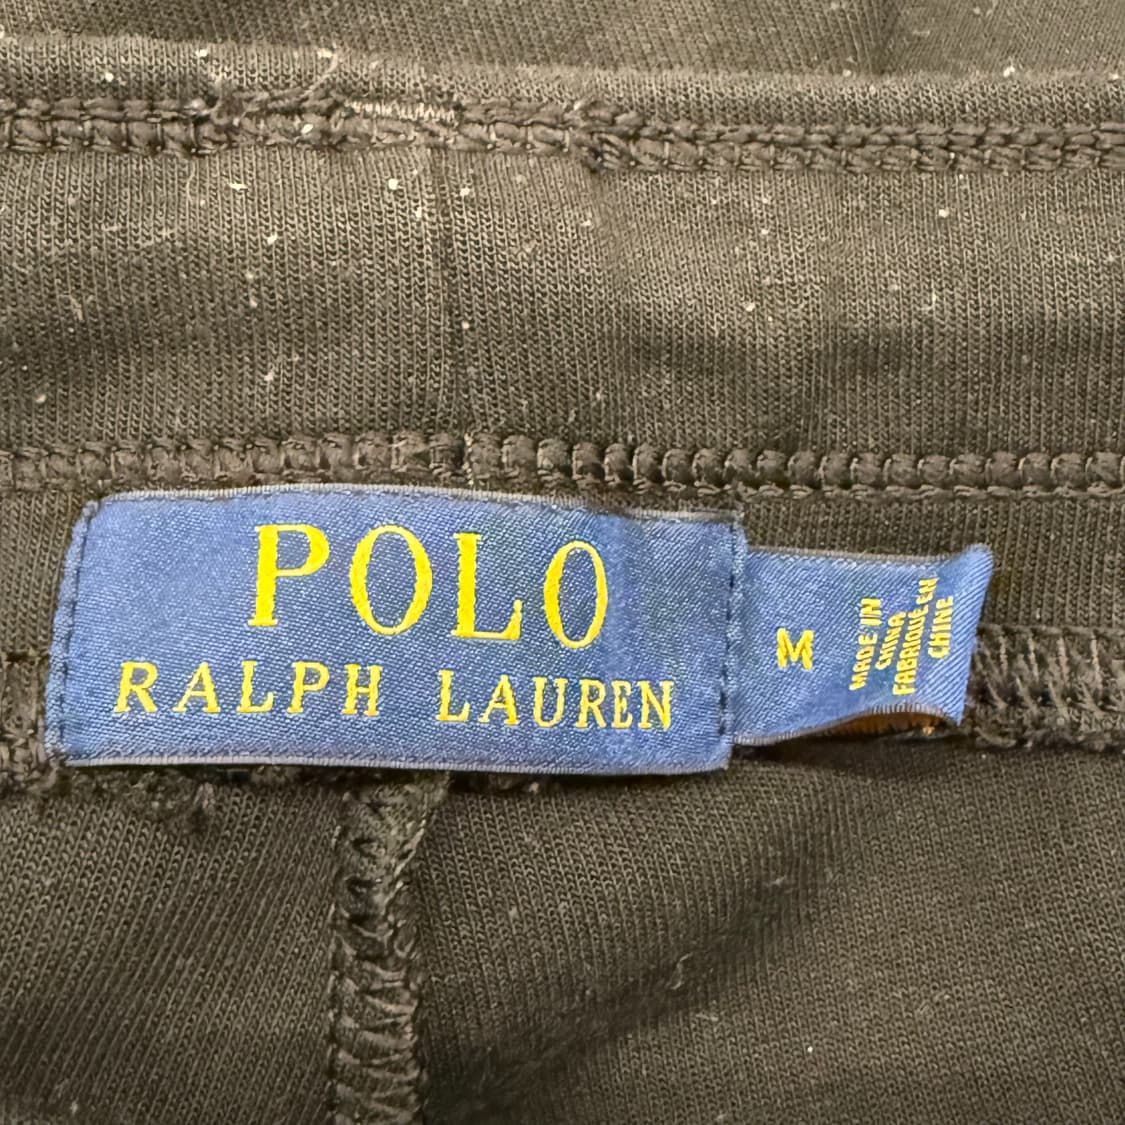 POLO
RALPH LAUREN
M
MADE IN
CHINA
FABRIQUÉ EN
CHINE